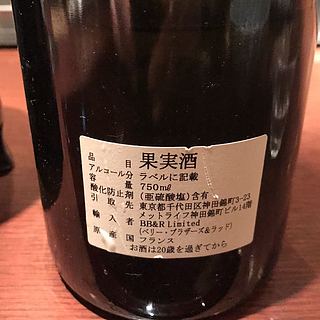 品目 果実酒
アルコール分 ラベルに記載
容量 750mℓ
酸化防止剤 (亜硫酸塩)含有
引取先 東京都千代田区神田錦町3-23
メットライフ神田錦町ビル14階
輸入者 BB&R Limited
(ベリー・ブラザーズ&ラッド)
原産国 フランス
お酒は20歳を過ぎてから